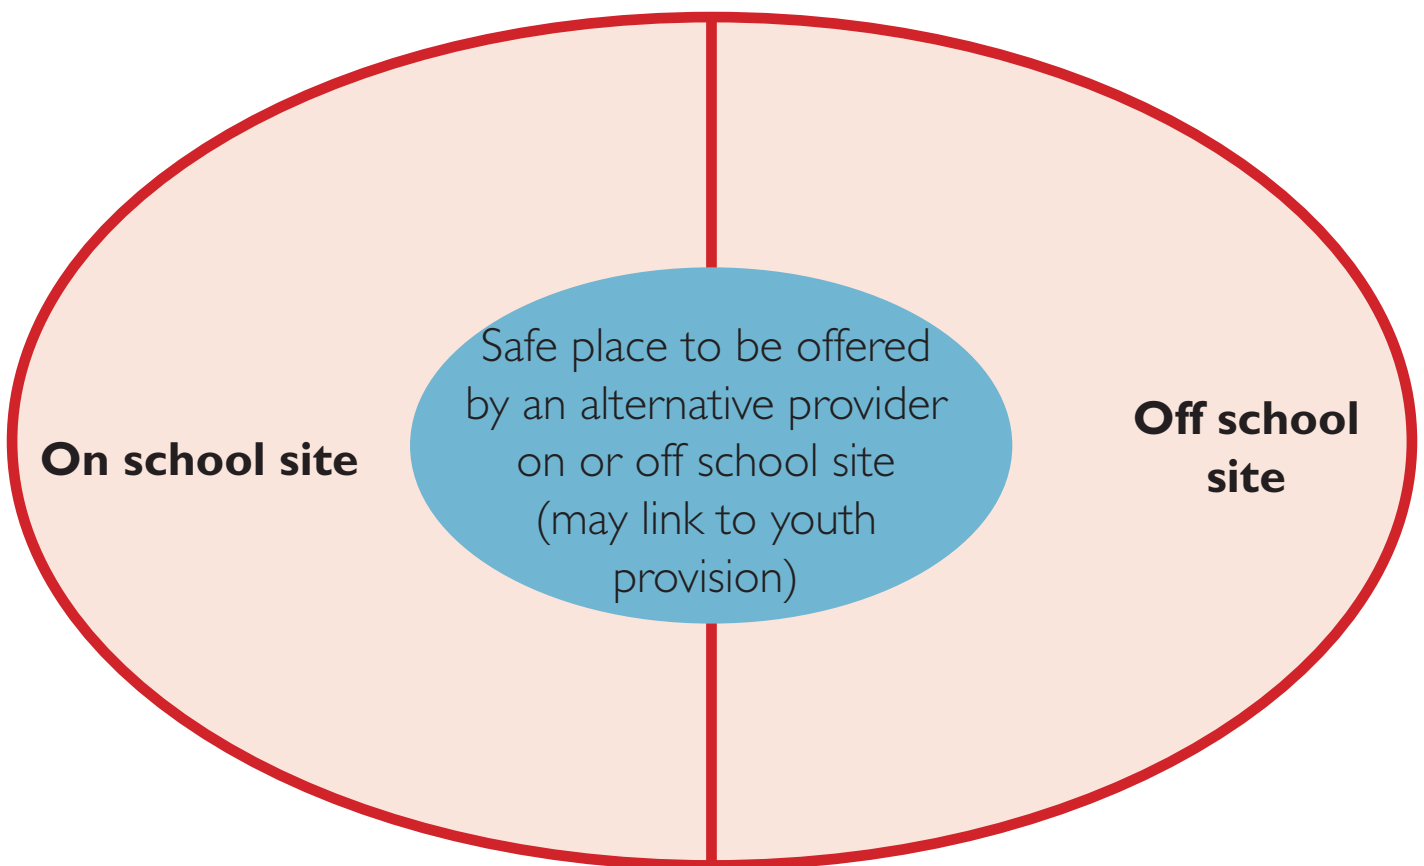 On school site
Safe place to be offered
by an alternative provider
on or off school site
(may link to youth
provision)
Off school
site